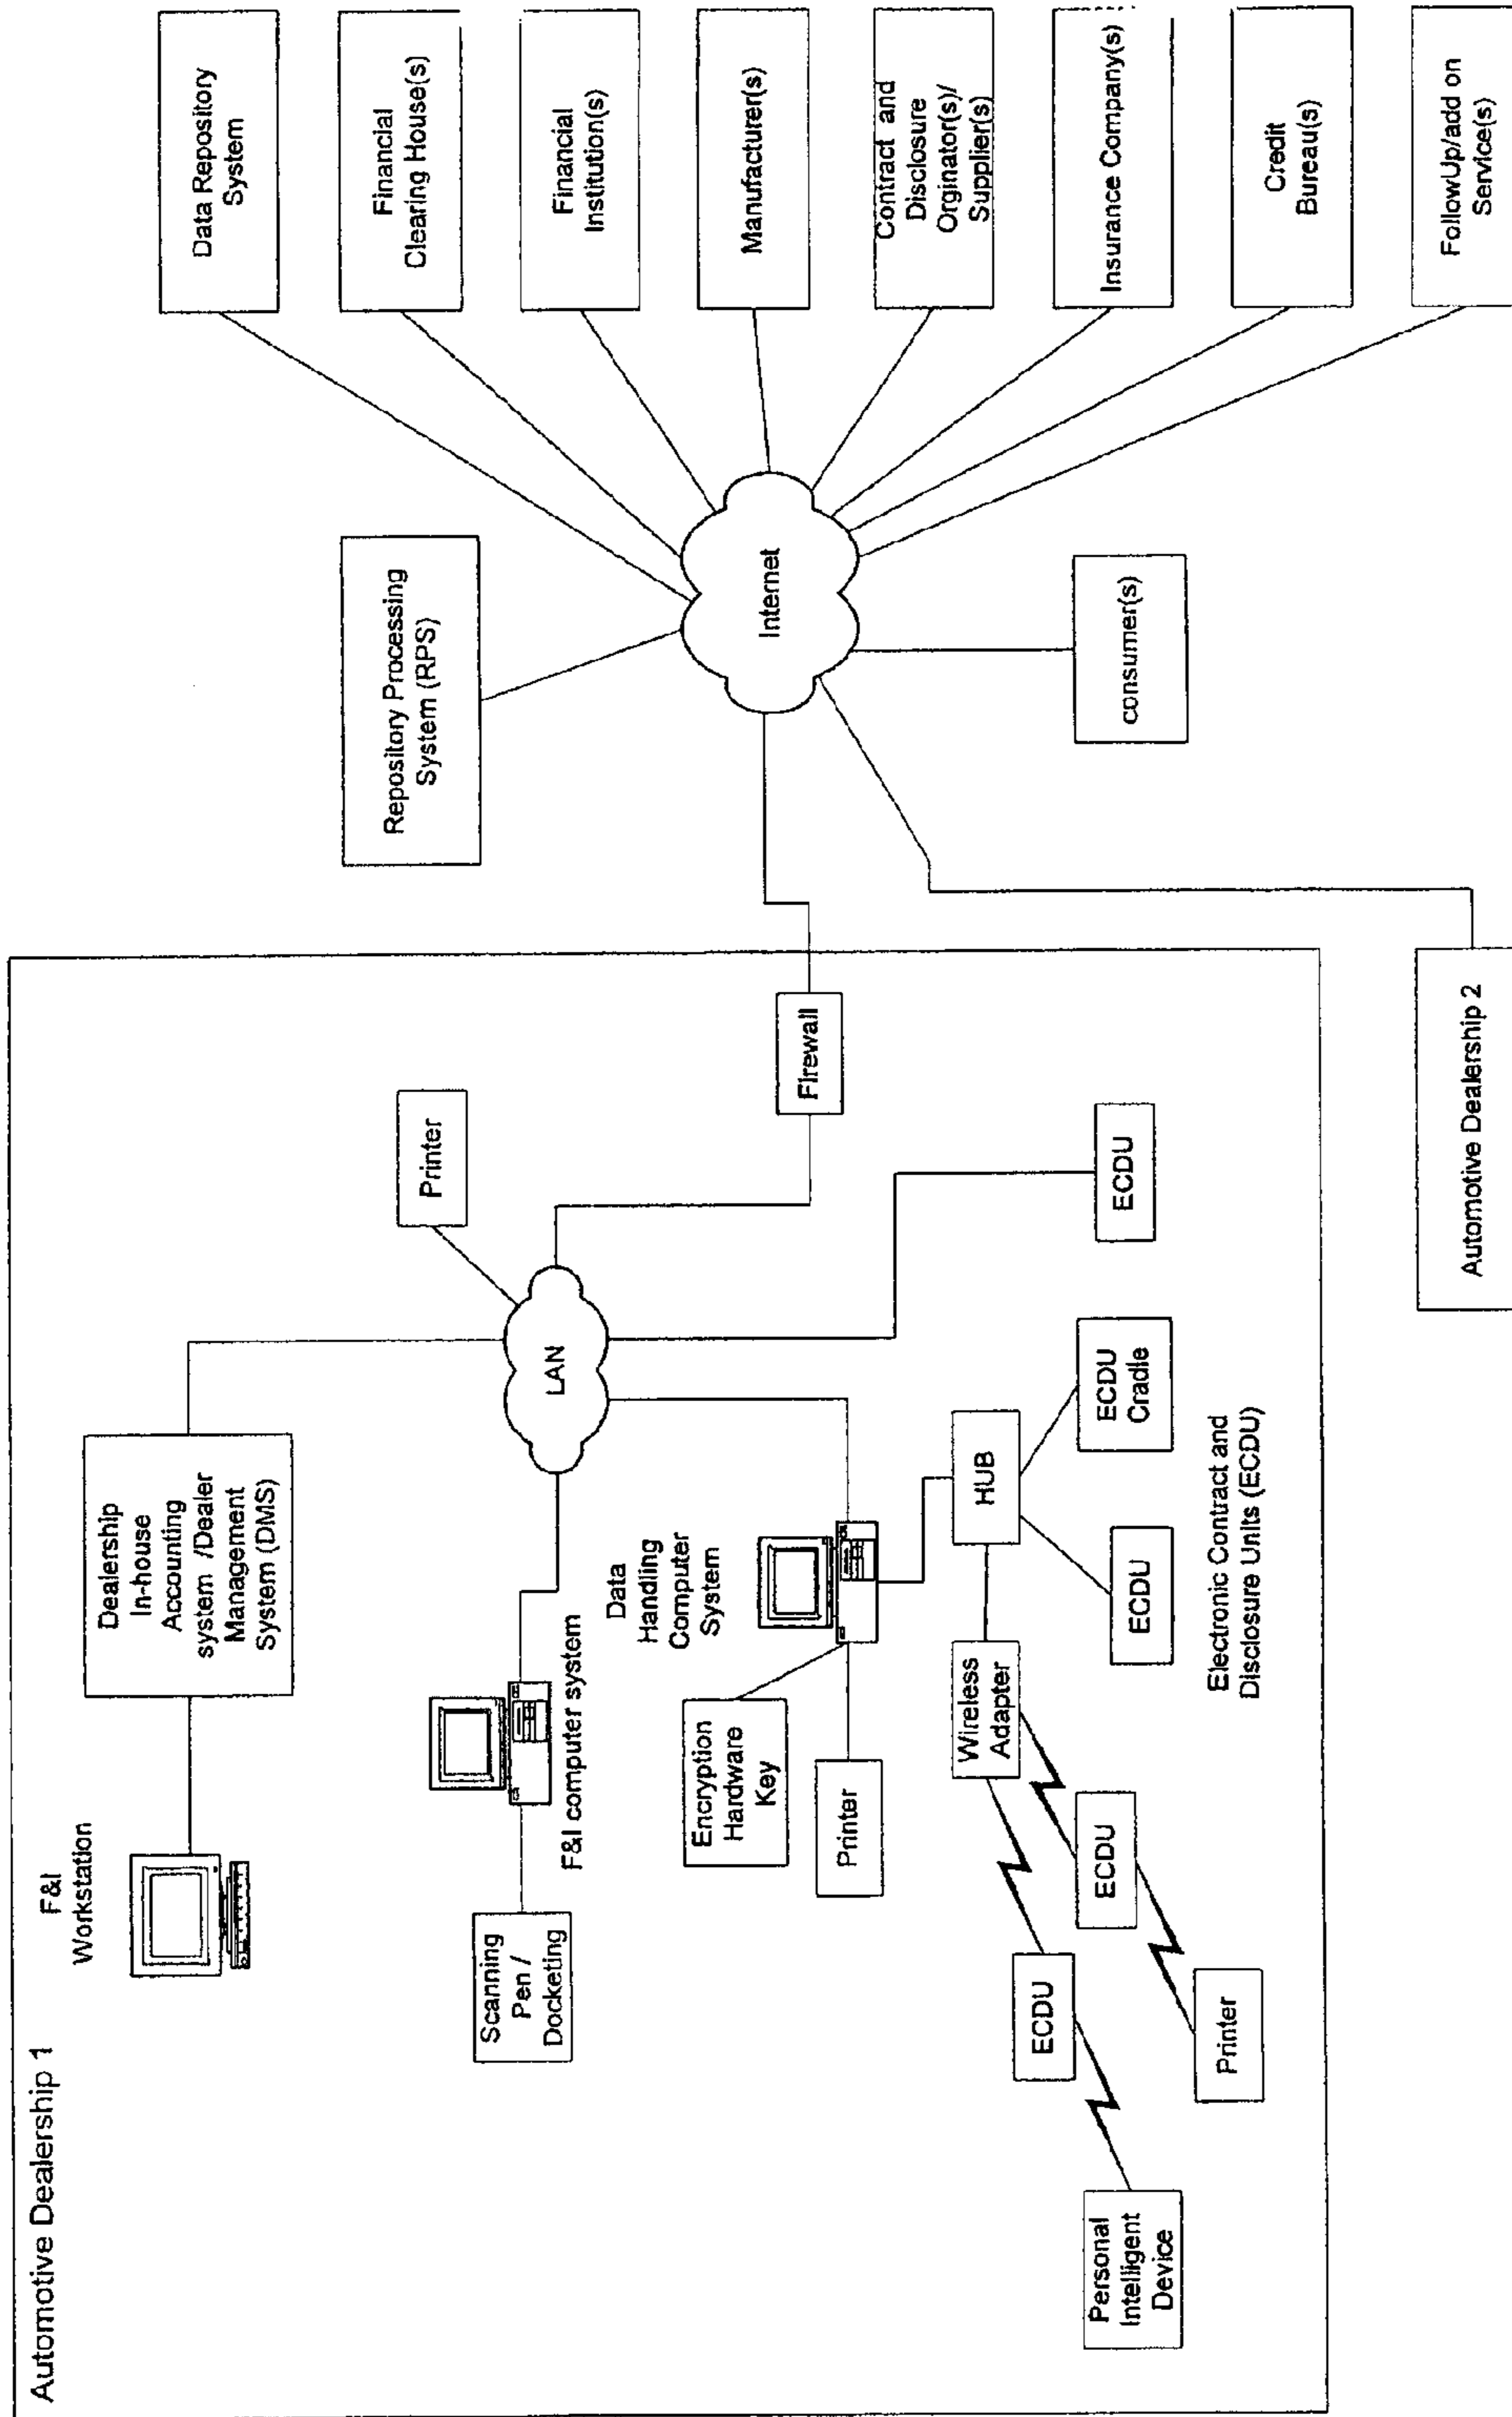 Automotive Dealership 1
F&I
Workstation
Dealership
In-house
Accounting
system /Dealer
Management
System (DMS)
Printer
Scanning
Pen /
Docketing
F&I computer system
LAN
Data
Handling
Computer
System
Encryption
Hardware
Key
Printer
Firewall
HUB
Wireless
Adapter
ECDU
ECDU
ECDU
ECDU
Cradle
ECDU
Personal
Intelligent
Device
Printer
Electronic Contract and
Disclosure Units (ECDU)
Automotive Dealership 2
Repository Processing
System (RPS)
Internet
consumer(s)
Data Repository
System
Financial
Clearing House(s)
Financial
Institution(s)
Manufacturer(s)
Contract and
Disclosure
Orginator(s)/
Supplier(s)
Insurance Company(s)
Credit
Bureau(s)
FollowUp/add on
Service(s)